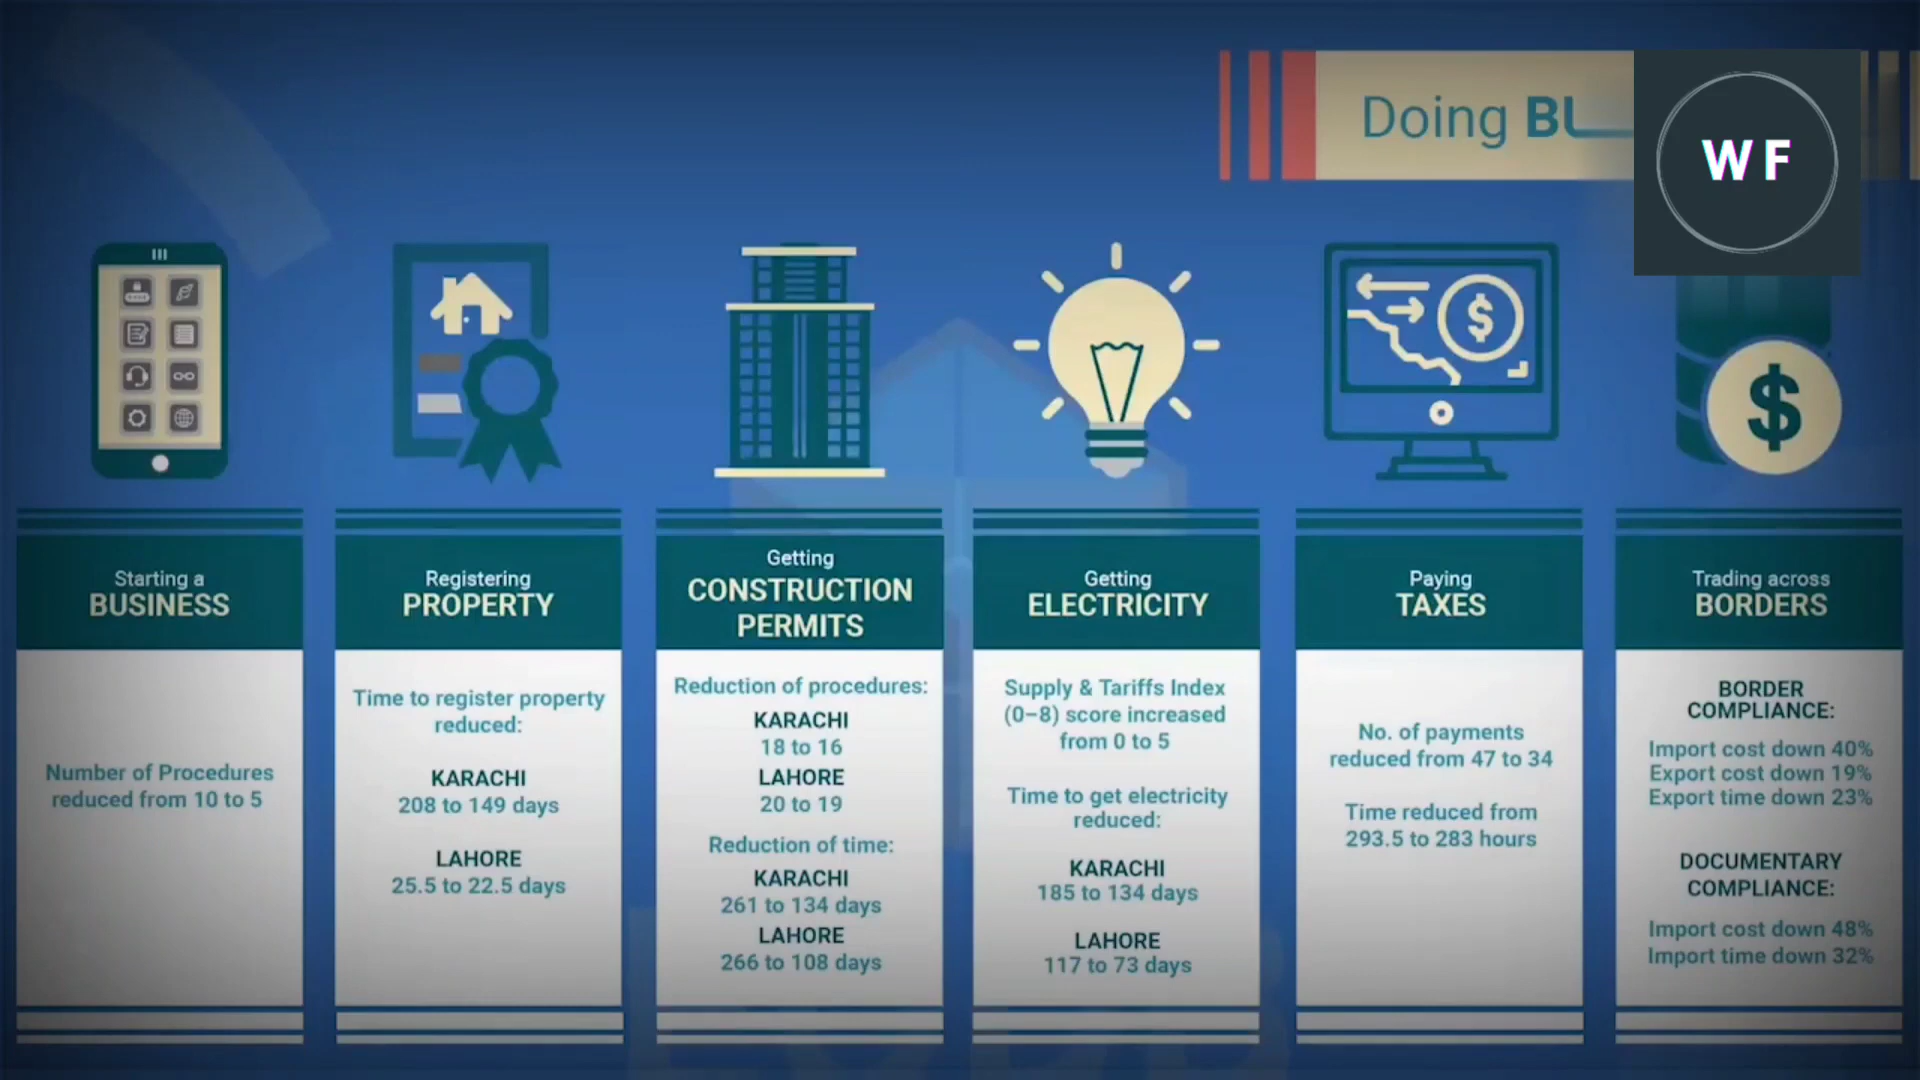 Doing BU
WF
Starting a
BUSINESS
Number of Procedures
reduced from 10 to 5
Registering
PROPERTY
Time to register property
reduced:
KARACHI
208 to 149 days
LAHORE
25.5 to 22.5 days
Getting
CONSTRUCTION
PERMITS
Reduction of procedures:
KARACHI
18 to 16
LAHORE
20 to 19
Reduction of time:
KARACHI
261 to 134 days
LAHORE
266 to 108 days
Getting
ELECTRICITY
Supply & Tariffs Index
(0–8) score increased
from 0 to 5
Time to get electricity
reduced:
KARACHI
185 to 134 days
LAHORE
117 to 73 days
Paying
TAXES
No. of payments
reduced from 47 to 34
Time reduced from
293.5 to 283 hours
Trading across
BORDERS
BORDER
COMPLIANCE:
Import cost down 40%
Export cost down 19%
Export time down 23%
DOCUMENTARY
COMPLIANCE:
Import cost down 48%
Import time down 32%